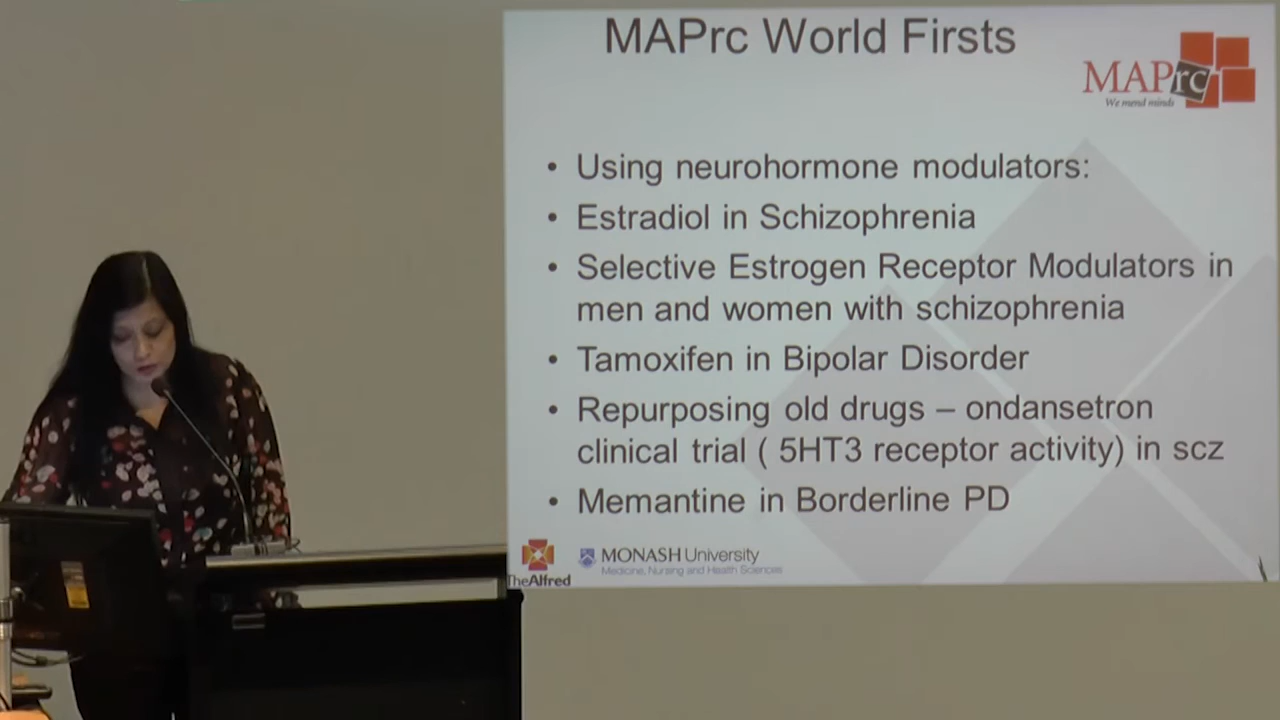 MAPrc World Firsts
MAPrc
We mend minds
• Using neurohormone modulators:
• Estradiol in Schizophrenia
• Selective Estrogen Receptor Modulators in
men and women with schizophrenia
• Tamoxifen in Bipolar Disorder
• Repurposing old drugs – ondansetron
clinical trial ( 5HT3 receptor activity) in scz
• Memantine in Borderline PD
TheAlfred
MONASH University
Medicine, Nursing and Health Sciences